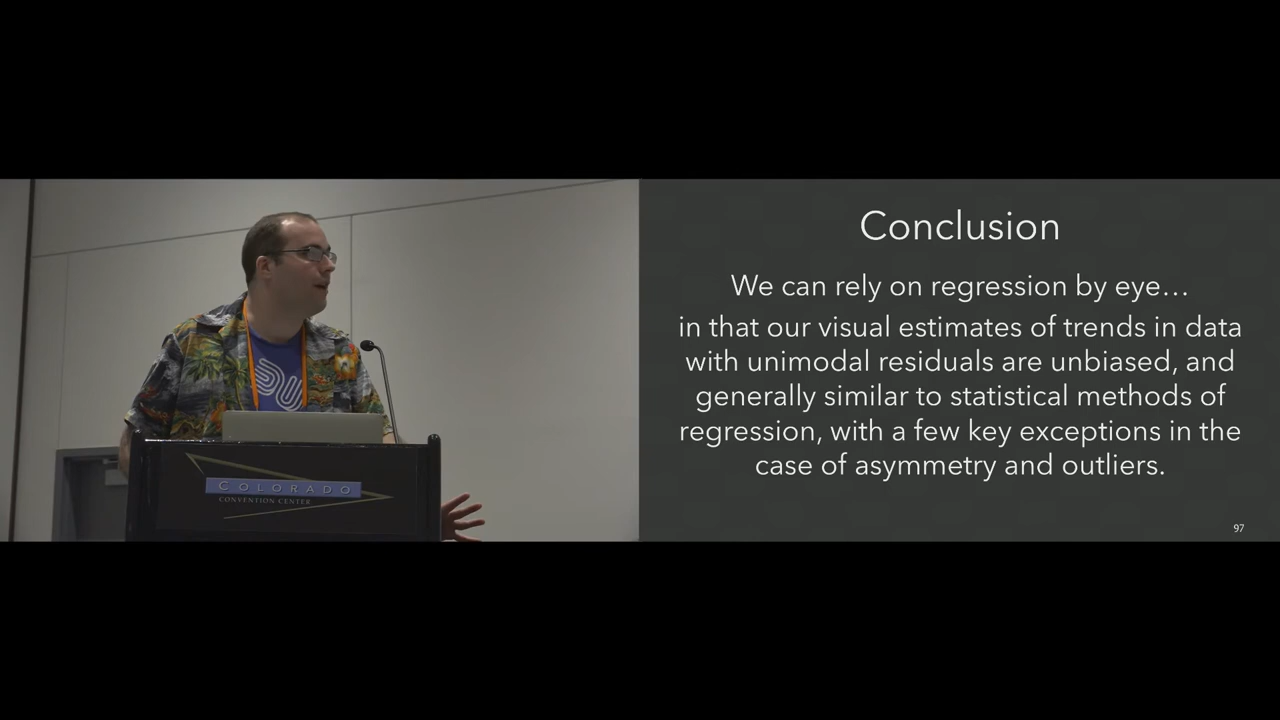 COLORADO
CONVENTION CENTER
Conclusion
We can rely on regression by eye…
in that our visual estimates of trends in data
with unimodal residuals are unbiased, and
generally similar to statistical methods of
regression, with a few key exceptions in the
case of asymmetry and outliers.
97